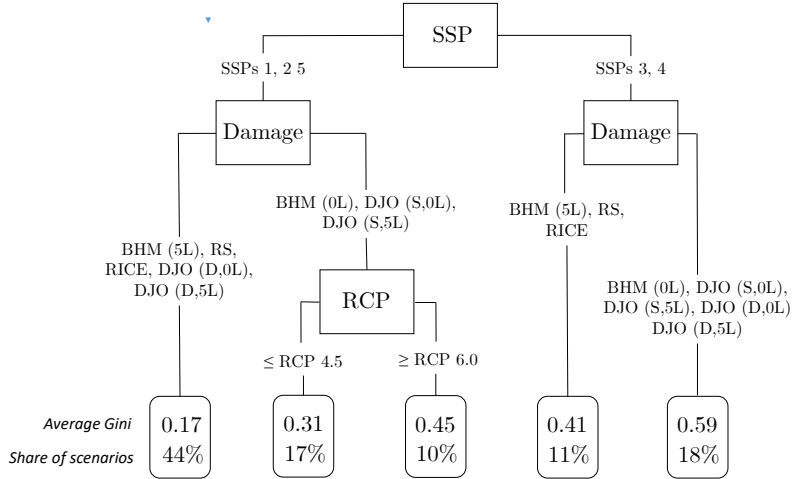 SSP
SSPs 1, 2 5
SSPs 3, 4
Damage
Damage
BHM (0L), DJO (S,0L),
DJO (S,5L)
BHM (5L), RS,
RICE
BHM (5L), RS,
RICE, DJO (D,0L),
DJO (D,5L)
RCP
BHM (0L), DJO (S,0L),
DJO (S,5L), DJO (D,0L)
DJO (D,5L)
≤ RCP 4.5
≥ RCP 6.0
Average Gini 0.17 0.31 0.45 0.41 0.59
Share of scenarios 44% 17% 10% 11% 18%